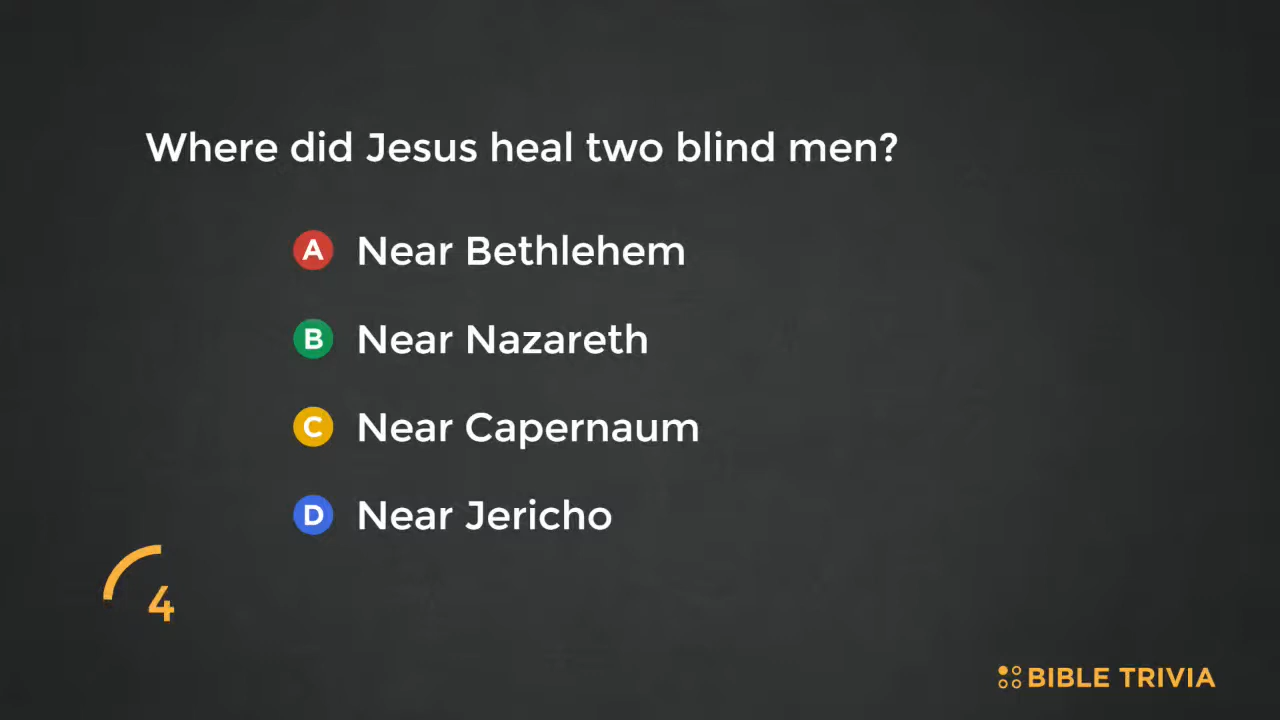 Where did Jesus heal two blind men?
A Near Bethlehem
B Near Nazareth
C Near Capernaum
D Near Jericho
4
BIBLE TRIVIA